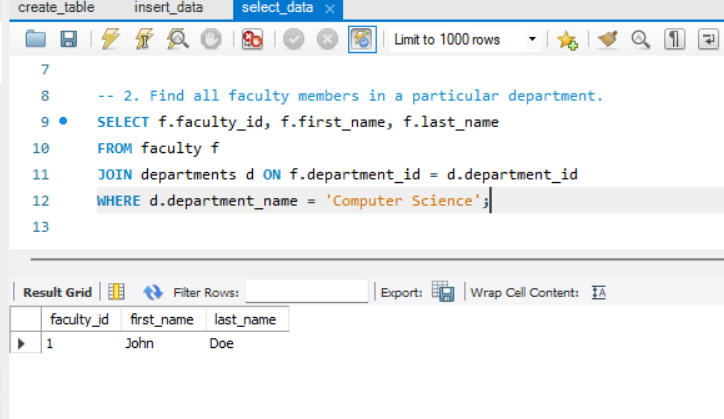 create_table insert_data select_data ×
Limit to 1000 rows
7
8 -- 2. Find all faculty members in a particular department.
9 SELECT f.faculty_id, f.first_name, f.last_name
10 FROM faculty f
11 JOIN departments d ON f.department_id = d.department_id
12 WHERE d.department_name = 'Computer Science';
13
Result Grid Filter Rows: Export: Wrap Cell Content: IA
faculty_id first_name last_name
1 John Doe